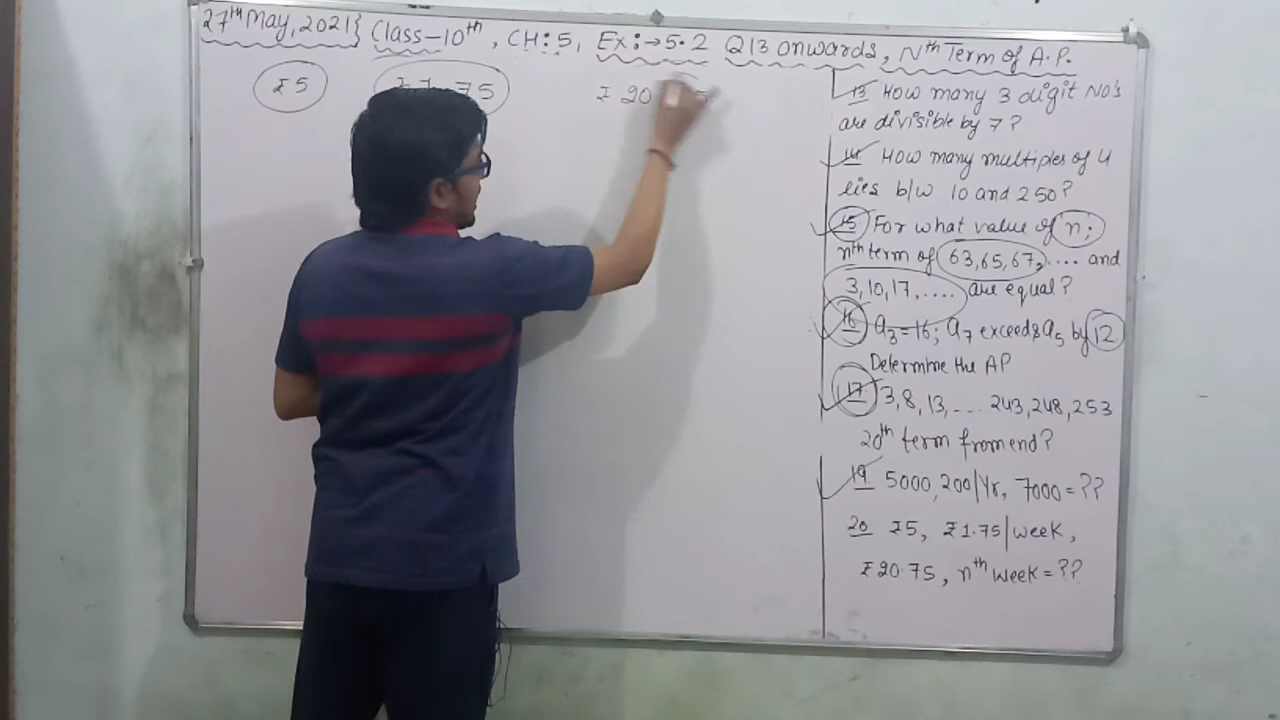 27th May, 2021} Class-10th, CH: 5, Ex:→5.2 Q13 onwards, Nth Term of A.P.
₹5
75
₹ 20
13 How many 3 digit No's
are divisible by 7?
14 How many multiples of 4
lies b/w 10 and 250?
15 For what value of n;
nth term of 63,65,67,.... and
3,10,17,.... are equal?
16 a3=16; a7 exceeds a5 by 12
Determine the AP
17 3,8,13,... 243,248,253
20th term from end?
19 5000,200/Yr, 7000=??
20 ₹5, ₹1.75/week,
₹20.75, nth week=??